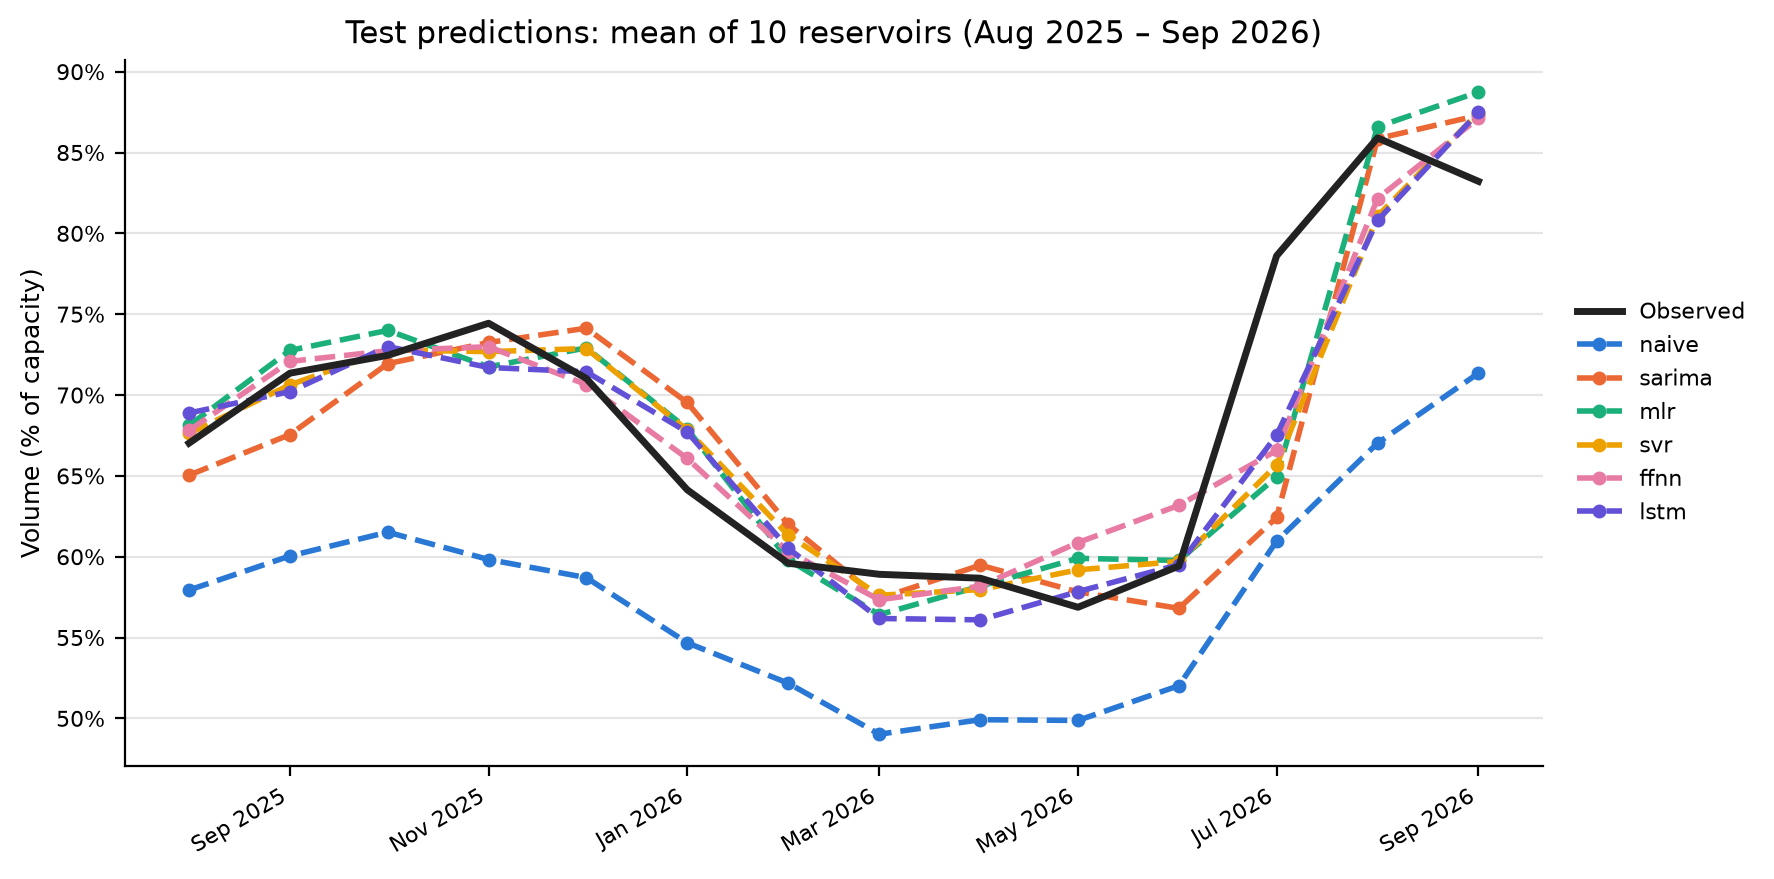 Test predictions: mean of 10 reservoirs (Aug 2025 – Sep 2026)
Volume (% of capacity)
90%
85%
80%
75%
70%
65%
60%
55%
50%
Sep 2025
Nov 2025
Jan 2026
Mar 2026
May 2026
Jul 2026
Sep 2026
Observed
naive
sarima
mlr
svr
ffnn
lstm